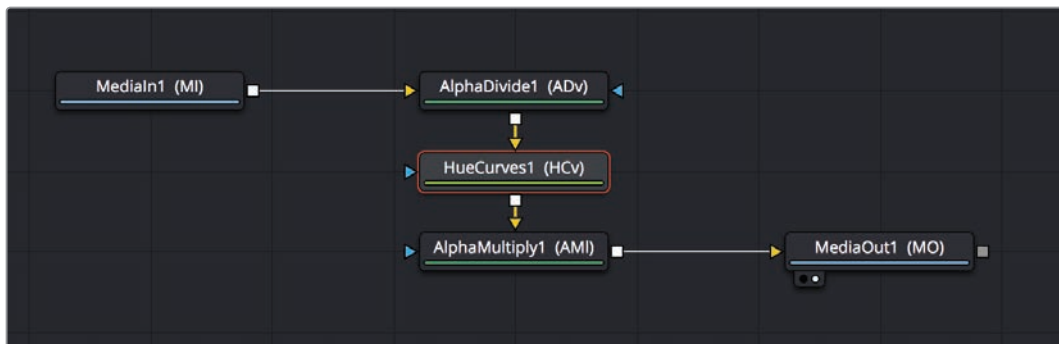 MediaIn1 (MI)
AlphaDivide1 (ADv)
HueCurves1 (HCv)
AlphaMultiply1 (AMl)
MediaOut1 (MO)